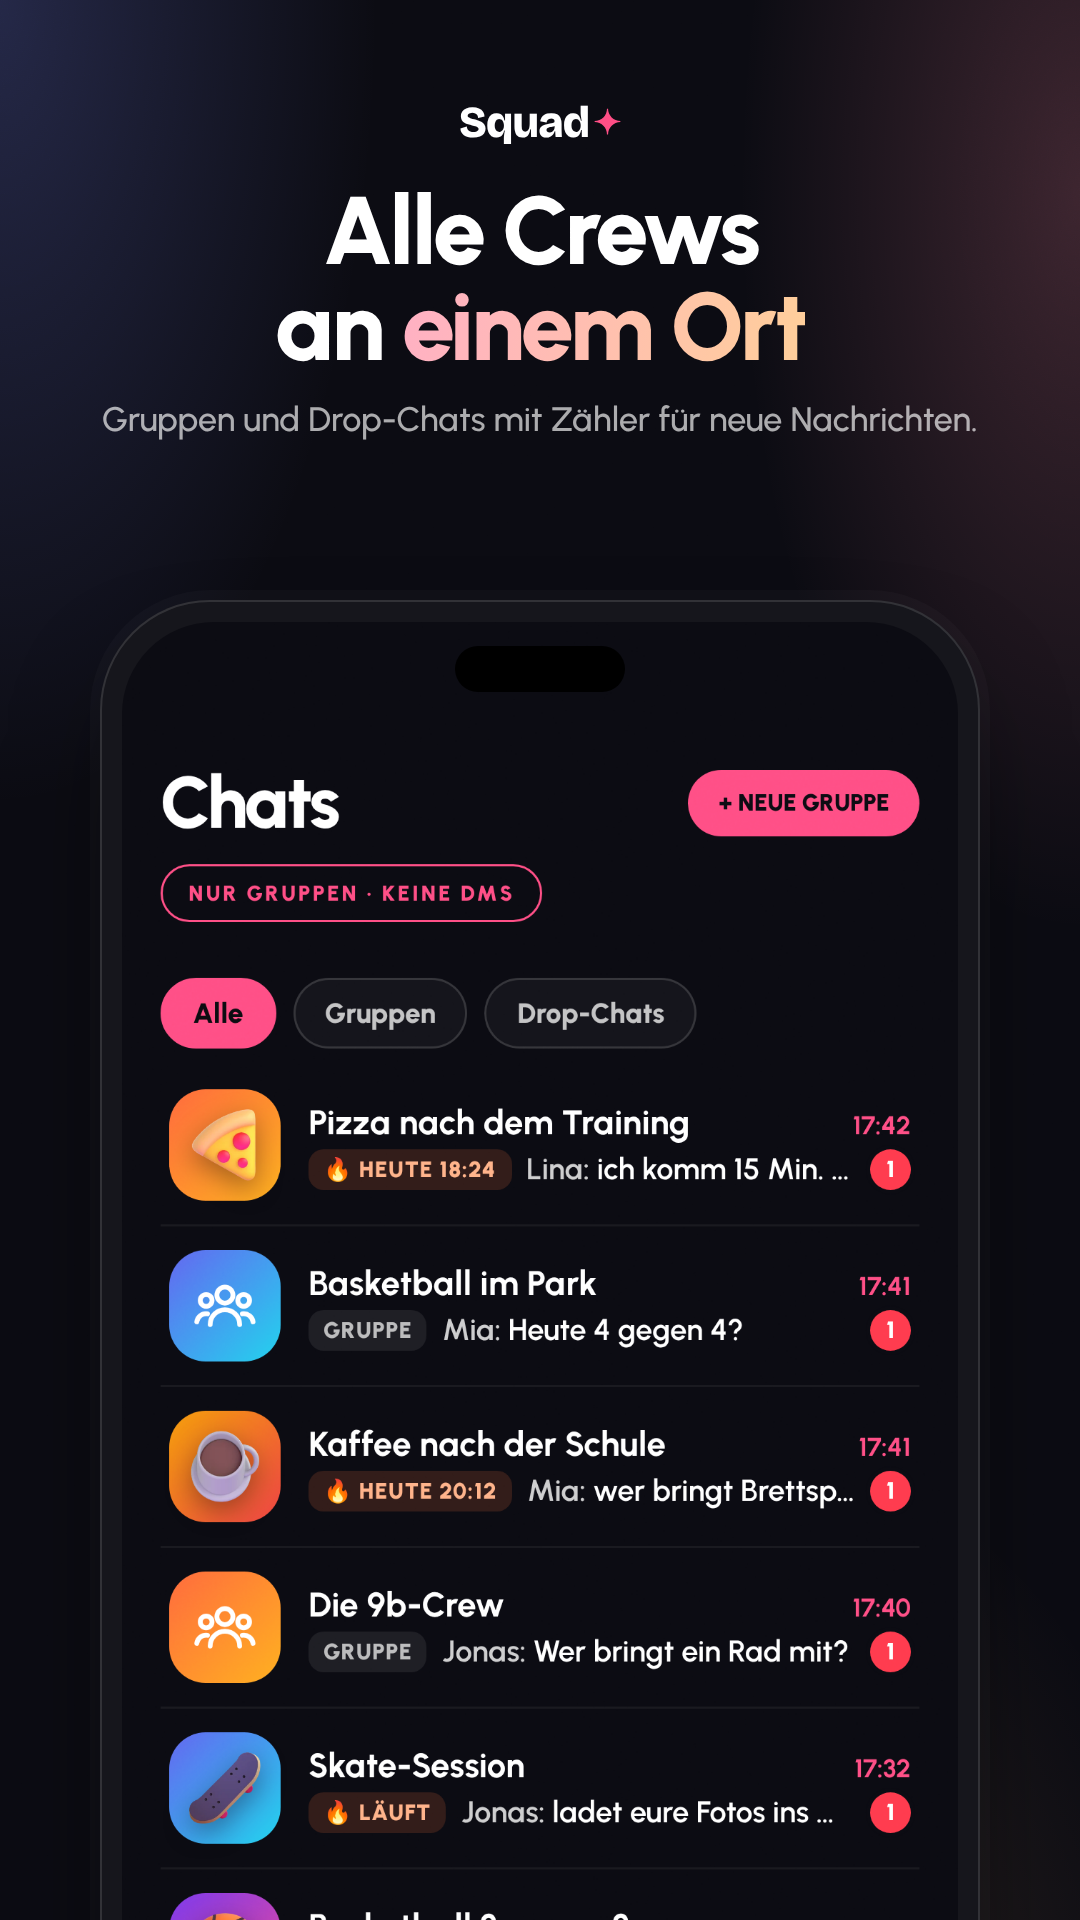 Squad
Alle Crews
an einem Ort
Gruppen und Drop-Chats mit Zähler für neue Nachrichten.
Chats
+ NEUE GRUPPE
NUR GRUPPEN · KEINE DMS
Alle
Gruppen
Drop-Chats
Pizza nach dem Training
17:42
🔥 HEUTE 18:24
Lina: ich komm 15 Min. ...
1
Basketball im Park
17:41
GRUPPE
Mia: Heute 4 gegen 4?
1
Kaffee nach der Schule
17:41
🔥 HEUTE 20:12
Mia: wer bringt Brettsp...
1
Die 9b-Crew
17:40
GRUPPE
Jonas: Wer bringt ein Rad mit?
1
Skate-Session
17:32
🔥 LÄUFT
Jonas: ladet eure Fotos ins ...
1